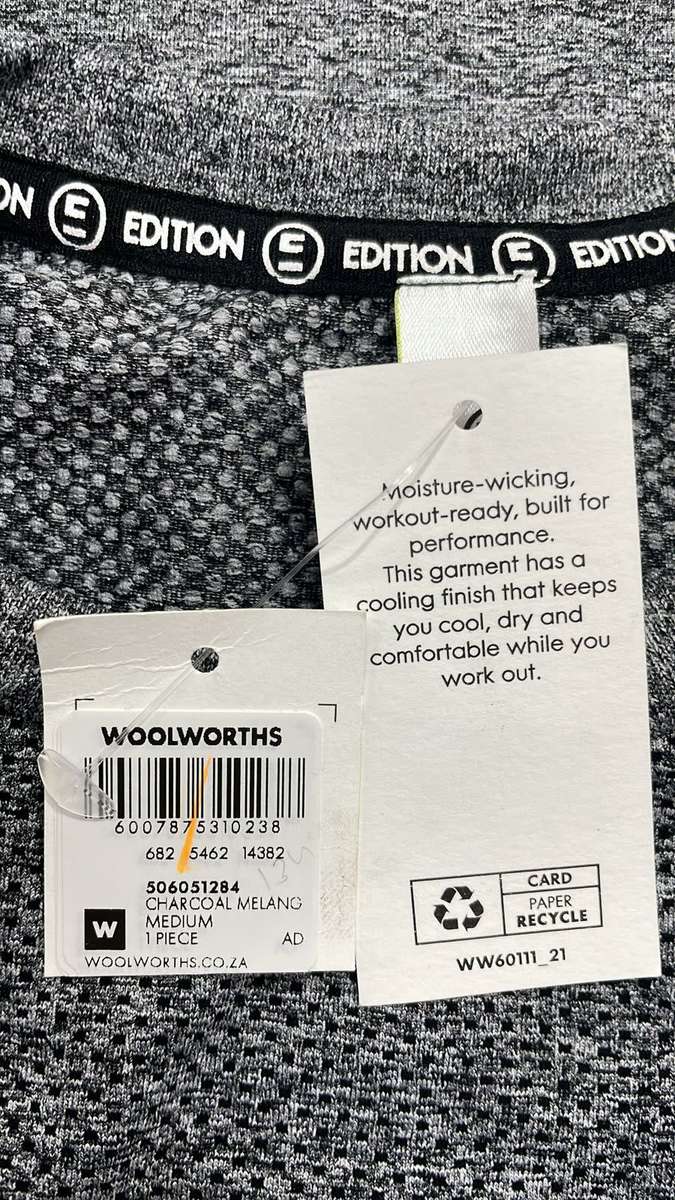 EDITION EDITION EDITION
Moisture-wicking,
workout-ready, built for
performance.
This garment has a
cooling finish that keeps
you cool, dry and
comfortable while you
work out.
CARD
PAPER
RECYCLE
WW60111_21
WOOLWORTHS
6007875310238
682 5462 14382
506051284
CHARCOAL MELANG
MEDIUM
1 PIECE AD
W
WOOLWORTHS.CO.ZA